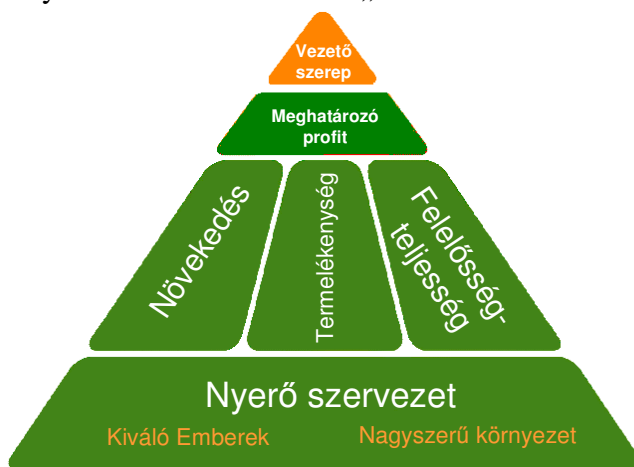 Vezető
szerep
Meghatározó
profit
Növekedés
Termelékenység
Felelősség-
teljesség
Nyerő szervezet
Kiváló Emberek
Nagyszerű környezet